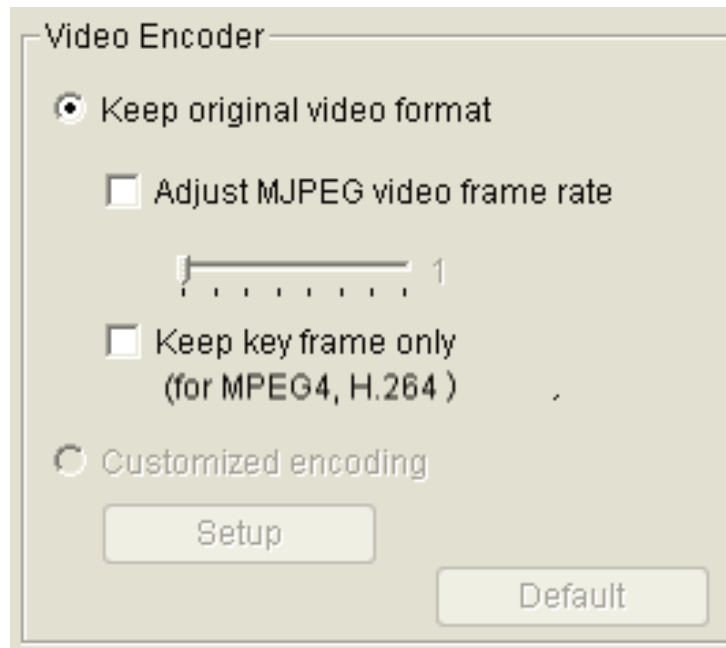 Video Encoder
Keep original video format
Adjust MJPEG video frame rate
1
Keep key frame only
(for MPEG4, H.264 )
Customized encoding
Setup
Default